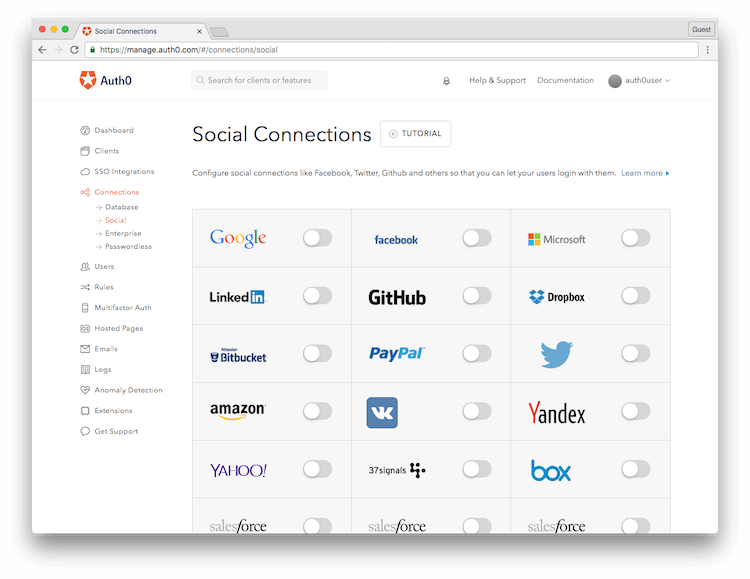 Social Connections
Guest
https://manage.auth0.com/#/connections/social
Auth0
Search for clients or features
Help & Support
Documentation
auth0user
Dashboard
Clients
SSO Integrations
Connections
Database
Social
Enterprise
Passwordless
Users
Rules
Multifactor Auth
Hosted Pages
Emails
Logs
Anomaly Detection
Extensions
Get Support
Social Connections
TUTORIAL
Configure social connections like Facebook, Twitter, Github and others so that you can let your users login with them. Learn more
Google
facebook
Microsoft
Linked in
GitHub
Dropbox
Atlassian
Bitbucket
PayPal
amazon
VK
Yandex
YAHOO!
37signals
box
salesforce
salesforce
salesforce